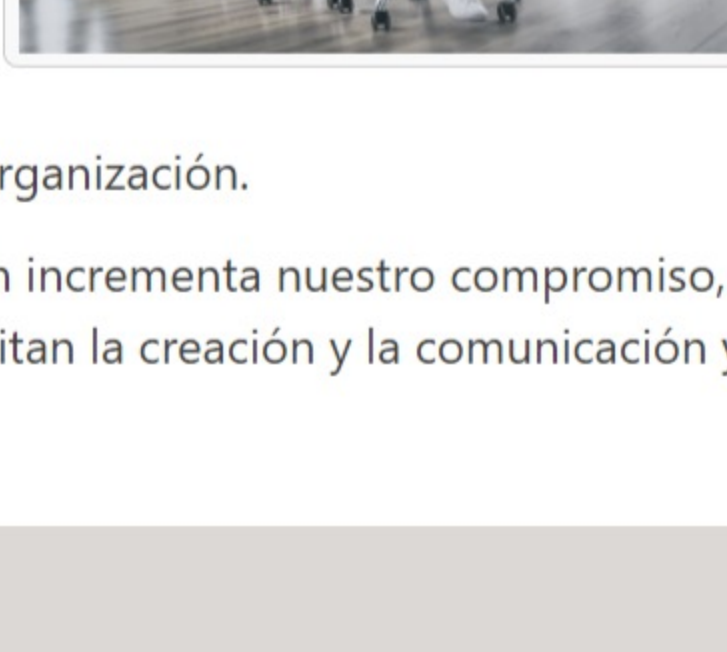 rganización.
n incrementa nuestro compromiso,
itan la creación y la comunicación y